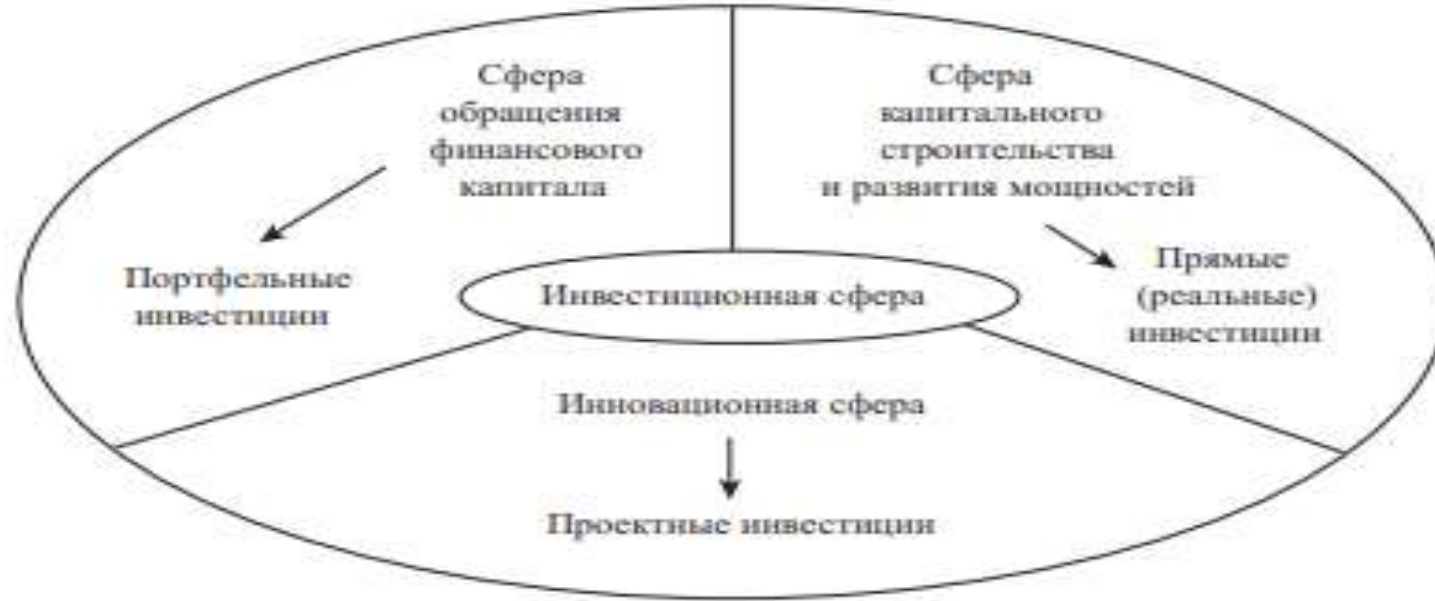 Сфера
обращения
финансового
капитала
Портфельные
инвестиции
Сфера
капитального
строительства
и развития мощностей
Прямые
(реальные)
инвестиции
Инвестиционная сфера
Инновационная сфера
Проектные инвестиции